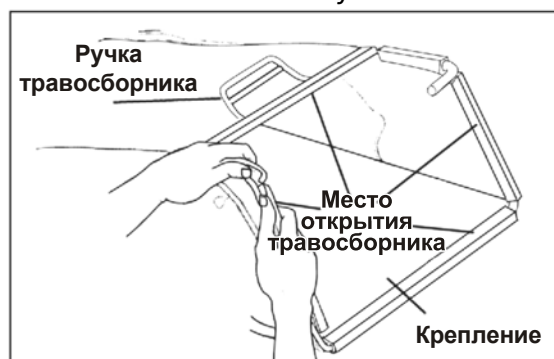 Ручка
травосборника
Место
открытия
травосборника
Крепление